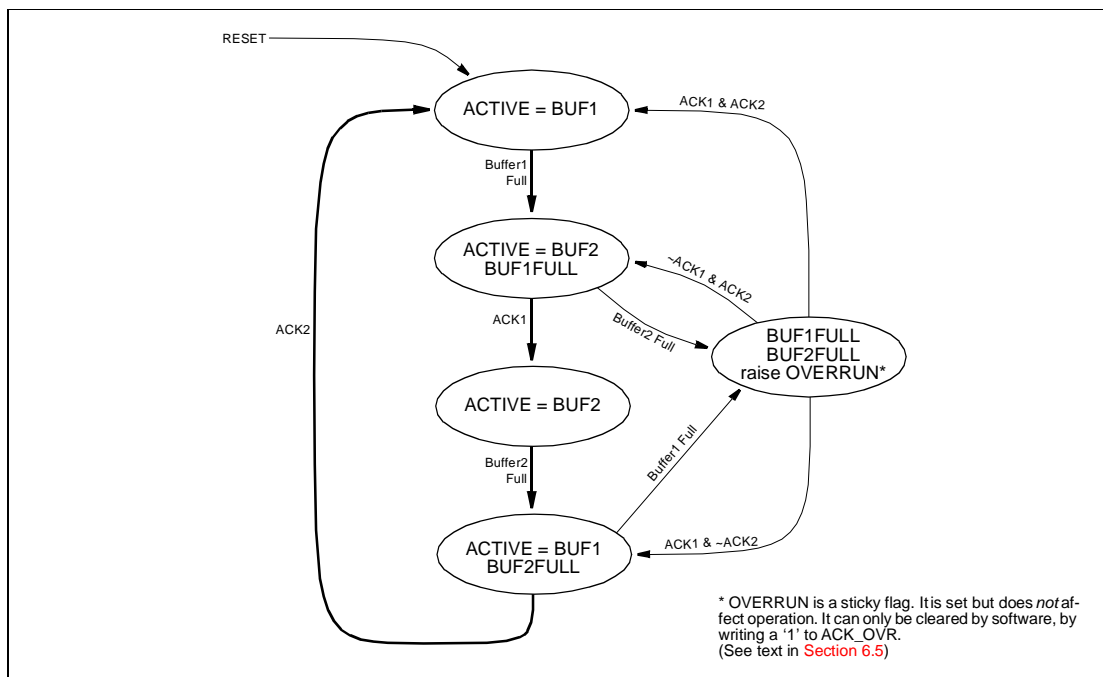 RESET
ACTIVE = BUF1
ACK1 & ACK2
Buffer1
Full
ACTIVE = BUF2
BUF1FULL
~ACK1 & ACK2
ACK2
ACK1
Buffer2 Full
BUF1FULL
BUF2FULL
raise OVERRUN*
ACTIVE = BUF2
Buffer2
Full
Buffer1 Full
ACTIVE = BUF1
BUF2FULL
ACK1 & ~ACK2
* OVERRUN is a sticky flag. It is set but does not af-
fect operation. It can only be cleared by software, by
writing a ‘1’ to ACK_OVR.
(See text in Section 6.5)